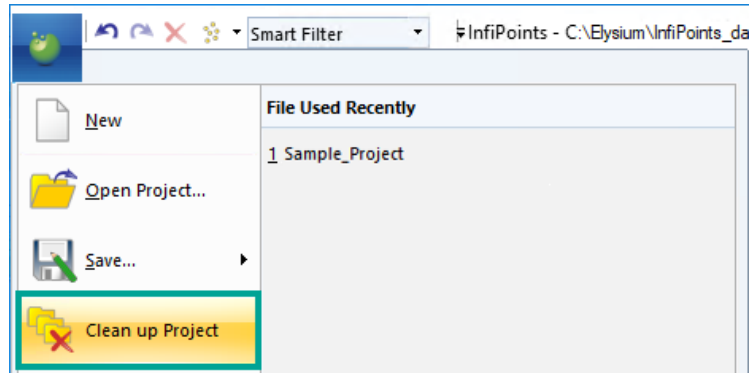 Smart Filter
InfiPoints - C:\Elysium\InfiPoints_da
File Used Recently
New
1 Sample_Project
Open Project...
Save...
Clean up Project